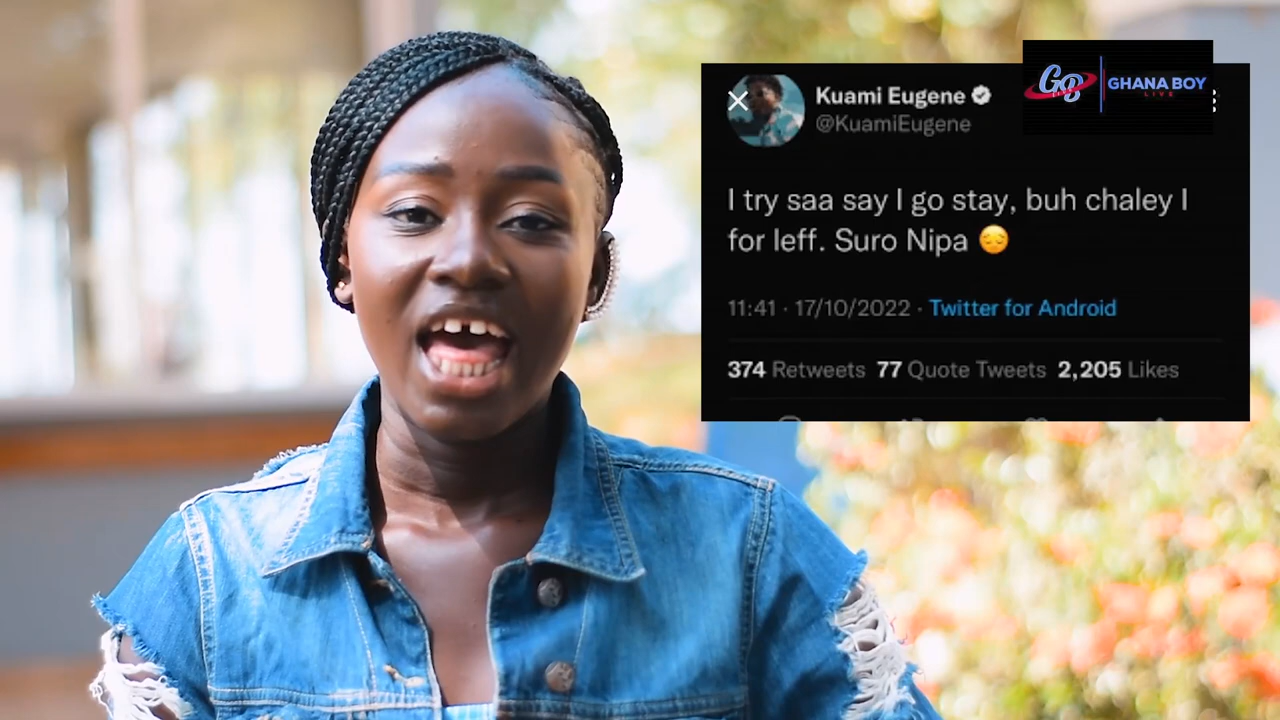 Kuami Eugene
@KuamiEugene
GB
GHANA BOY
LIVE
I try saa say I go stay, buh chaley I
for leff. Suro Nipa 😔
11:41 · 17/10/2022 · Twitter for Android
374 Retweets 77 Quote Tweets 2,205 Likes